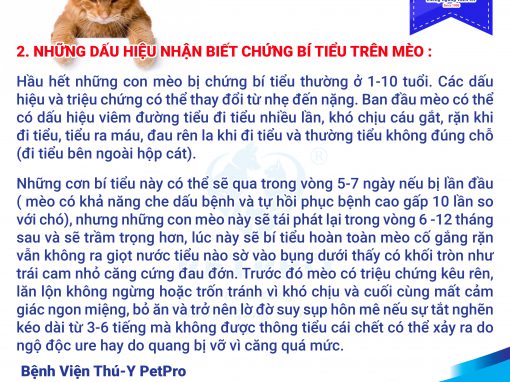 2. NHỮNG DẤU HIỆU NHẬN BIẾT CHỨNG BÍ TIỂU TRÊN MÈO :
Hầu hết những con mèo bị chứng bí tiểu thường ở 1-10 tuổi. Các dấu
hiệu và triệu chứng có thể thay đổi từ nhẹ đến nặng. Ban đầu mèo có thể
có dấu hiệu viêm đường tiểu đi tiểu nhiều lần, khó chịu cáu gắt, rặn khi
đi tiểu, tiểu ra máu, đau rên la khi đi tiểu và thường tiểu không đúng chỗ
(đi tiểu bên ngoài hộp cát).
Những cơn bí tiểu này có thể sẽ qua trong vòng 5-7 ngày nếu bị lần đầu
( mèo có khả năng che dấu bệnh và tự hồi phục bệnh cao gấp 10 lần so
với chó), nhưng những con mèo này sẽ tái phát lại trong vòng 6 -12 tháng
sau và sẽ trầm trọng hơn, lúc này sẽ bí tiểu hoàn toàn mèo cố gắng rặn
vẫn không ra giọt nước tiểu nào sờ vào bụng dưới thấy có khối tròn như
trái cam nhỏ căng cứng đau đớn. Trước đó mèo có triệu chứng kêu rên,
lăn lộn không ngừng hoặc trốn tránh vì khó chịu và cuối cùng mất cảm
giác ngon miệng, bỏ ăn và trở nên lờ đờ suy sụp hôn mê nếu sự tắt nghẽn
kéo dài từ 3-6 tiếng mà không được thông tiểu cái chết có thể xảy ra do
ngộ độc ure hay do quang bị vỡ vì căng quá mức.
Bệnh Viện Thú-Y PetPro